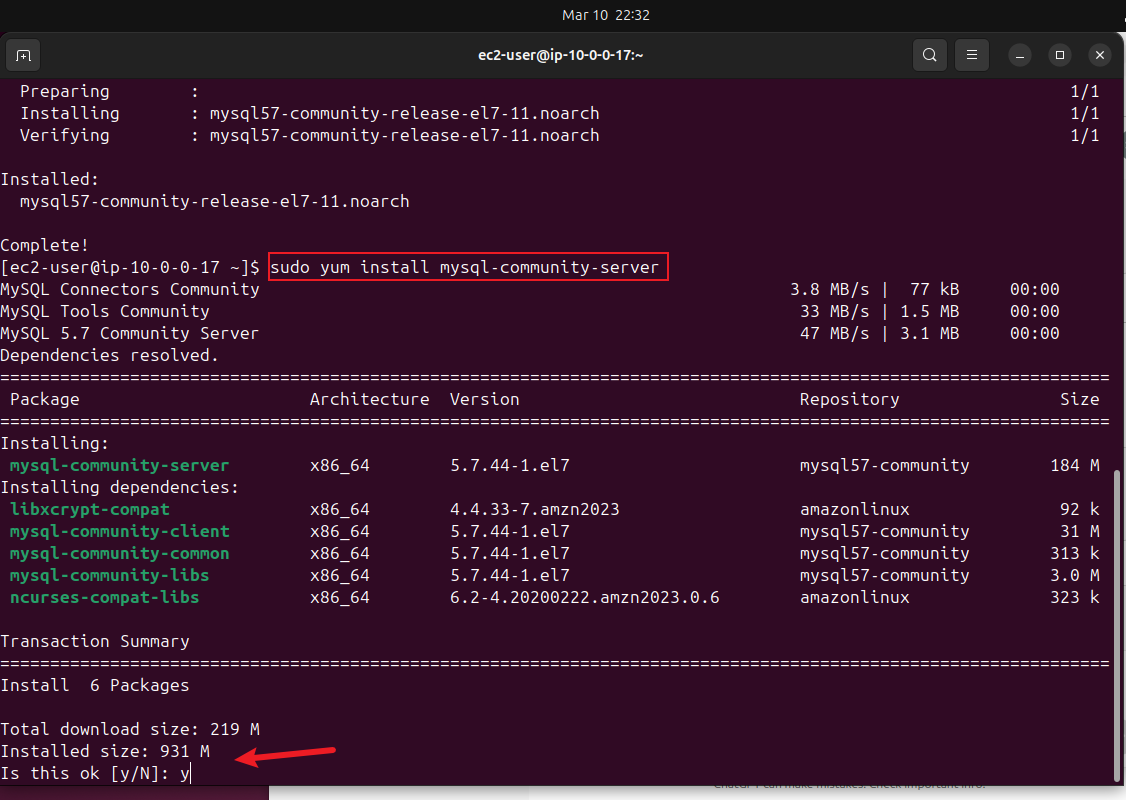 Mar 10 22:32
ec2-user@ip-10-0-0-17:~
Preparing : 1/1
Installing : mysql57-community-release-el7-11.noarch 1/1
Verifying : mysql57-community-release-el7-11.noarch 1/1
Installed:
mysql57-community-release-el7-11.noarch
Complete!
[ec2-user@ip-10-0-0-17 ~]$ sudo yum install mysql-community-server
MySQL Connectors Community 3.8 MB/s | 77 kB 00:00
MySQL Tools Community 33 MB/s | 1.5 MB 00:00
MySQL 5.7 Community Server 47 MB/s | 3.1 MB 00:00
Dependencies resolved.
================================================================================
Package Architecture Version Repository Size
================================================================================
Installing:
mysql-community-server x86_64 5.7.44-1.el7 mysql57-community 184 M
Installing dependencies:
libxcrypt-compat x86_64 4.4.33-7.amzn2023 amazonlinux 92 k
mysql-community-client x86_64 5.7.44-1.el7 mysql57-community 31 M
mysql-community-common x86_64 5.7.44-1.el7 mysql57-community 313 k
mysql-community-libs x86_64 5.7.44-1.el7 mysql57-community 3.0 M
ncurses-compat-libs x86_64 6.2-4.20200222.amzn2023.0.6 amazonlinux 323 k
Transaction Summary
================================================================================
Install 6 Packages
Total download size: 219 M
Installed size: 931 M
Is this ok [y/N]: y